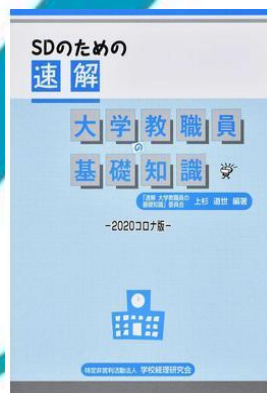 SDのための
速解
大学教職員
の
基礎知識
「速解 大学教職員の
基礎知識」委員会
上杉 道世 編著
-2020コロナ版-
特定非営利活動法人 学校経理研究会